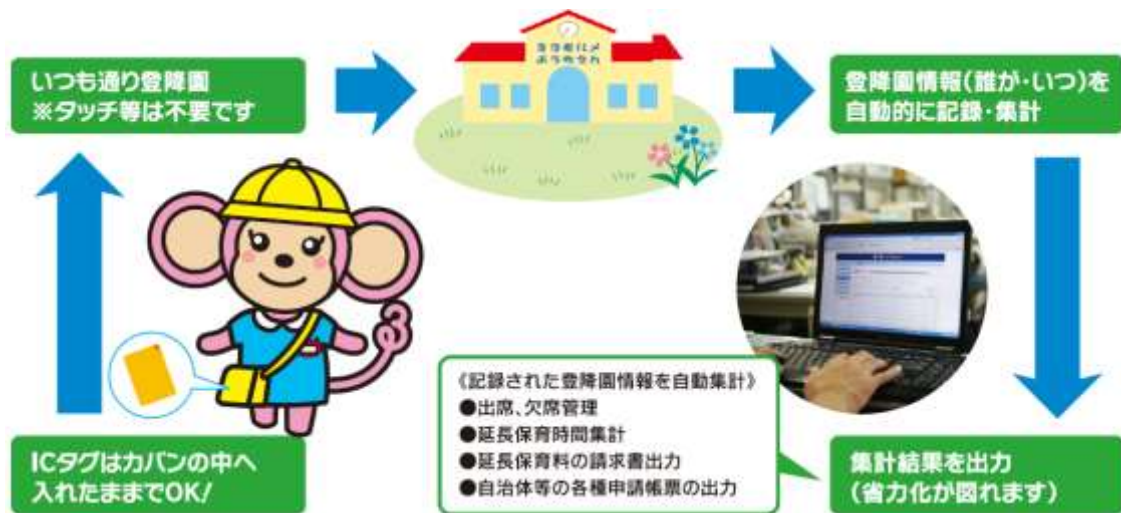 いつも通り登降園
※タッチ等は不要です
登降園情報(誰が・いつ)を
自動的に記録・集計
ICタグはカバンの中へ
入れたままでOK!
《記録された登降園情報を自動集計》
●出席、欠席管理
●延長保育時間集計
●延長保育料の請求書出力
●自治体等の各種申請帳票の出力
集計結果を出力
(省力化が図れます)